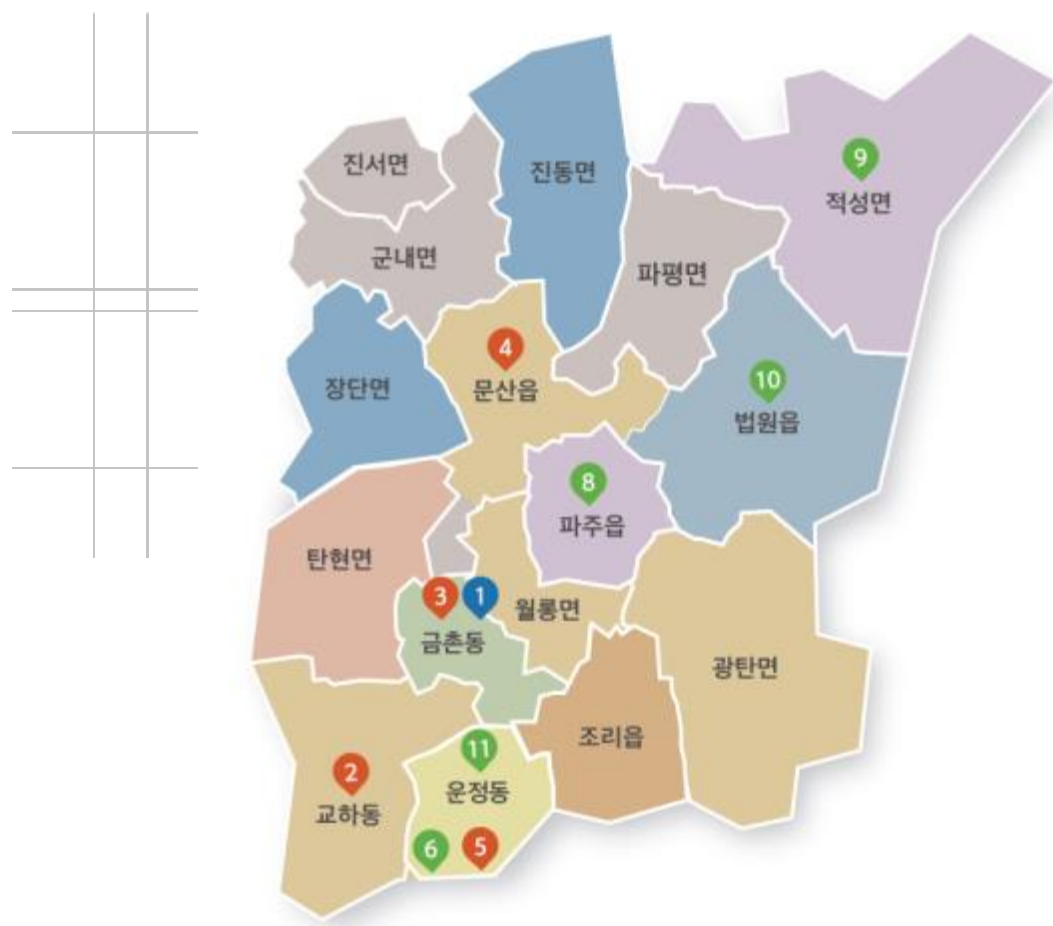 9
진서면
진동면
적성면
군내면
파평면
4
10
장단면
문산읍
법원읍
8
파주읍
탄현면
3
1
월롱면
금촌동
광탄면
조리읍
11
2
운정동
교하동
6
5